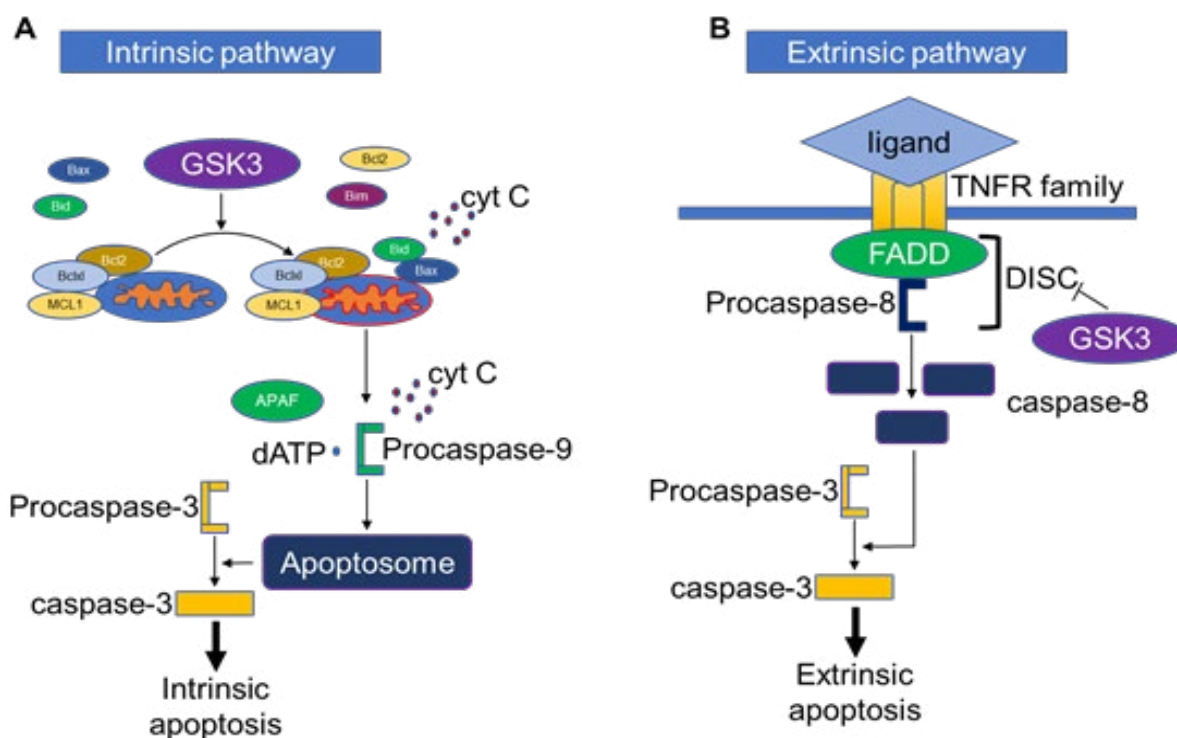 A
Intrinsic pathway
GSK3
Bax
Bid
Bcl2
Bim
cyt C
Bcl2
Bclxl
MCL1
Bid
Bcl2
Bax
Bclxl
MCL1
cyt C
APAF
dATP
Procaspase-9
Procaspase-3
Apoptosome
caspase-3
Intrinsic
apoptosis
B
Extrinsic pathway
ligand
TNFR family
FADD
DISC
Procaspase-8
GSK3
caspase-8
Procaspase-3
caspase-3
Extrinsic
apoptosis